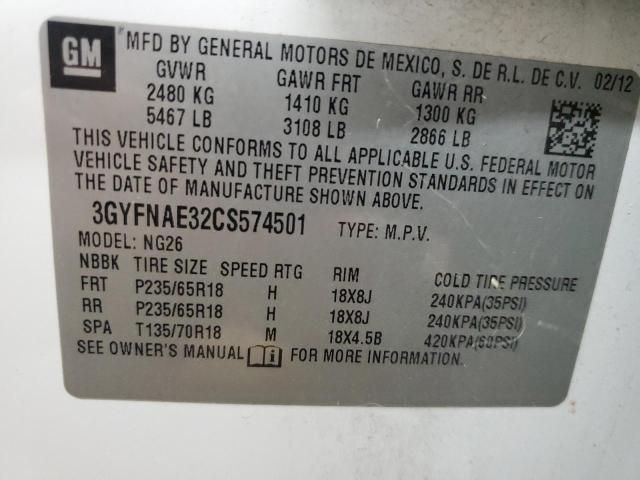 GM
MFD BY GENERAL MOTORS DE MEXICO, S. DE R.L. DE C.V. 02/12
GVWR GAWR FRT GAWR RR
2480 KG 1410 KG 1300 KG
5467 LB 3108 LB 2866 LB
THIS VEHICLE CONFORMS TO ALL APPLICABLE U.S. FEDERAL MOTOR
VEHICLE SAFETY AND THEFT PREVENTION STANDARDS IN EFFECT ON
THE DATE OF MANUFACTURE SHOWN ABOVE.
3GYFNAE32CS574501 TYPE: M.P.V.
MODEL: NG26
NBBK TIRE SIZE SPEED RTG RIM COLD TIRE PRESSURE
FRT P235/65R18 H 18X8J 240KPA(35PSI)
RR P235/65R18 H 18X8J 240KPA(35PSI)
SPA T135/70R18 M 18X4.5B 420KPA(60PSI)
SEE OWNER'S MANUAL i FOR MORE INFORMATION.